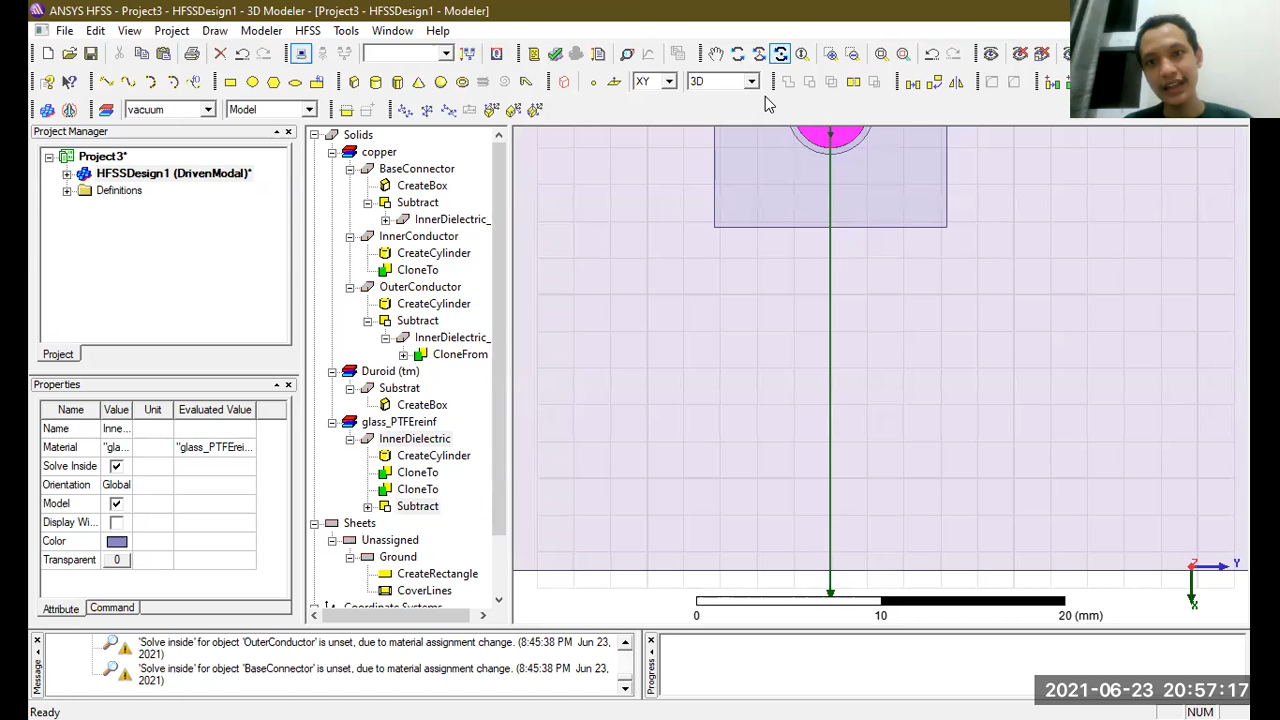 ANSYS HFSS - Project3 - HFSSDesign1 - 3D Modeler - [Project3 - HFSSDesign1 - Modeler]
File Edit View Project Draw Modeler HFSS Tools Window Help
XY 3D
vacuum Model
Project Manager
Project3*
HFSSDesign1 (DrivenModal)*
Definitions
Project
Properties
Name Value Unit Evaluated Value
Name Inne...
Material "gla... "glass_PTFErei...
Solve Inside
Orientation Global
Model
Display Wi...
Color
Transparent 0
Attribute Command
Solids
copper
BaseConnector
CreateBox
Subtract
InnerDielectric_
InnerConductor
CreateCylinder
CloneTo
OuterConductor
CreateCylinder
Subtract
InnerDielectric_
CloneFrom
Duroid (tm)
Substrat
CreateBox
glass_PTFEreinf
InnerDielectric
CreateCylinder
CloneTo
CloneTo
Subtract
Sheets
Unassigned
Ground
CreateRectangle
CoverLines
Coordinate Systems
Z Y
X
0 10 20 (mm)
Message
'Solve inside' for object 'OuterConductor' is unset, due to material assignment change. (8:45:38 PM Jun 23,
2021)
'Solve inside' for object 'BaseConnector' is unset, due to material assignment change. (8:45:38 PM Jun 23,
2021)
Progress
2021-06-23 20:57:17
Ready
NUM